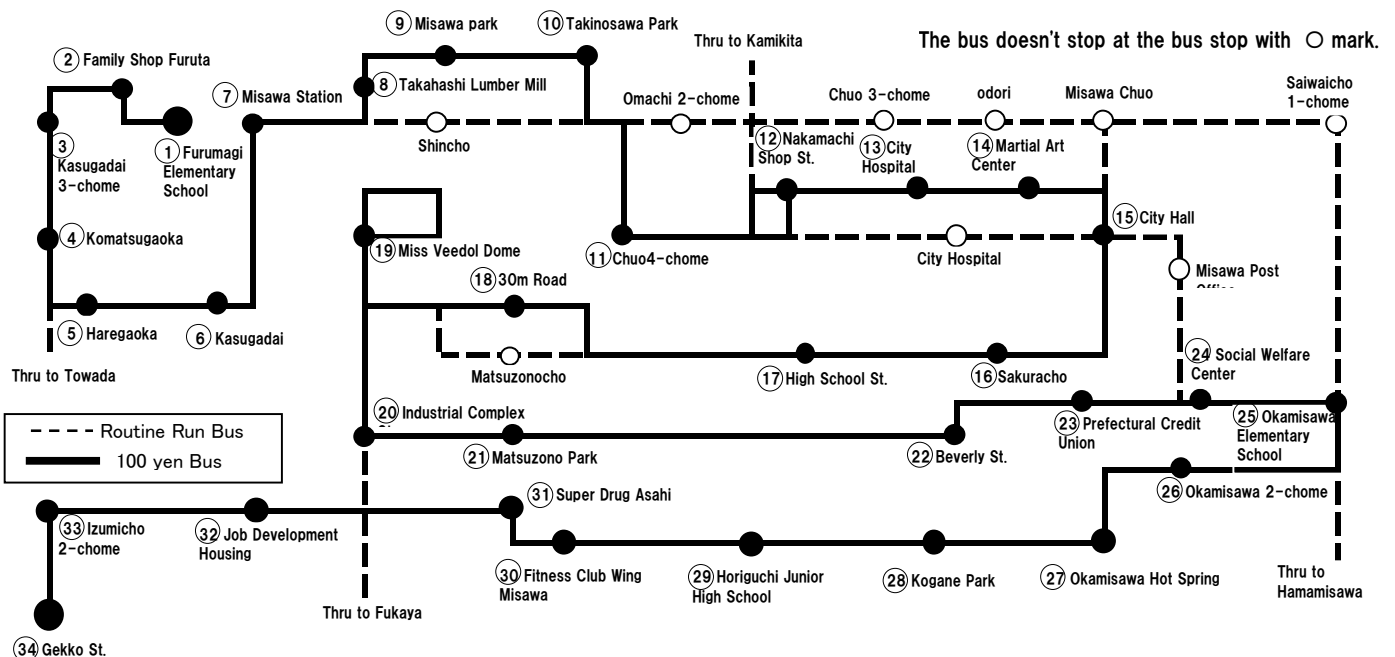 The bus doesn't stop at the bus stop with ○ mark.
9 Misawa park
10 Takinosawa Park
Thru to Kamikita
2 Family Shop Furuta
7 Misawa Station
8 Takahashi Lumber Mill
Omachi 2-chome
Chuo 3-chome
odori
Misawa Chuo
Saiwaicho
1-chome
Shincho
3
Kasugadai
3-chome
1 Furumagi
Elementary
School
12 Nakamachi
Shop St.
13 City
Hospital
14 Martial Art
Center
15 City Hall
4 Komatsugaoka
19 Miss Veedol Dome
11 Chuo4-chome
City Hospital
Misawa Post
18 30m Road
5 Haregaoka
6 Kasugadai
Thru to Towada
Matsuzonocho
17 High School St.
16 Sakuracho
24 Social Welfare
Center
20 Industrial Complex
21 Matsuzono Park
22 Beverly St.
23 Prefectural Credit
Union
25 Okamisawa
Elementary
School
Routine Run Bus
100 yen Bus
26 Okamisawa 2-chome
31 Super Drug Asahi
33 Izumicho
2-chome
32 Job Development
Housing
30 Fitness Club Wing
Misawa
29 Horiguchi Junior
High School
28 Kogane Park
27 Okamisawa Hot Spring
Thru to
Hamamisawa
Thru to Fukaya
34 Gekko St.